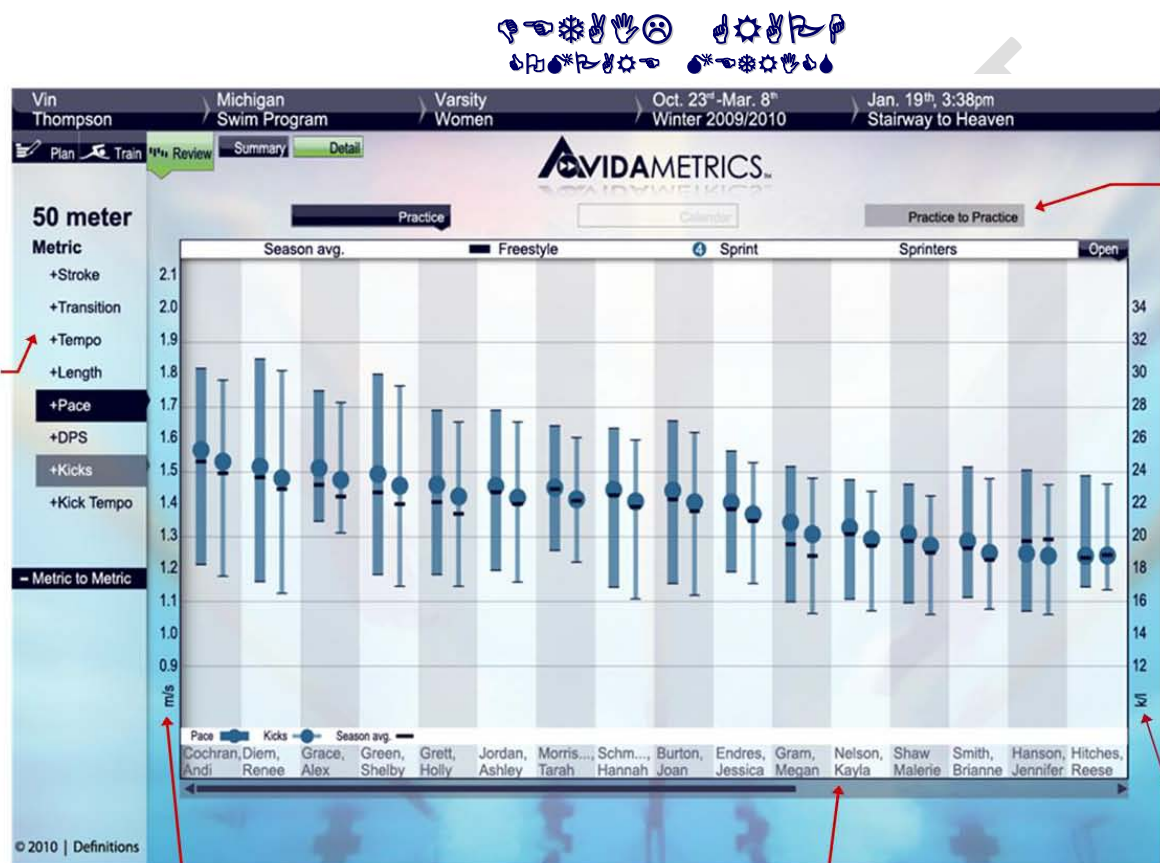 Vin Thompson
Michigan Swim Program
Varsity Women
Oct. 23rd-Mar. 8th Winter 2009/2010
Jan. 19th, 3:38pm Stairway to Heaven
Plan Train Review Summary Detail
AVIDAMETRICS™
50 meter
Practice Calendar Practice to Practice
Metric
Season avg. Freestyle 4 Sprint Sprinters Open
+Stroke
+Transition
+Tempo
+Length
+Pace
+DPS
+Kicks
+Kick Tempo
– Metric to Metric
2.1
2.0
1.9
1.8
1.7
1.6
1.5
1.4
1.3
1.2
1.1
1.0
0.9
m/s
34
32
30
28
26
24
22
20
18
16
14
12
k/l
Pace Kicks Season avg.
Cochran, Andi
Diem, Renee
Grace, Alex
Green, Shelby
Grett, Holly
Jordan, Ashley
Morris..., Tarah
Schm..., Hannah
Burton, Joan
Endres, Jessica
Gram, Megan
Nelson, Kayla
Shaw Malerie
Smith, Brianne
Hanson, Jennifer
Hitches, Reese
© 2010 | Definitions